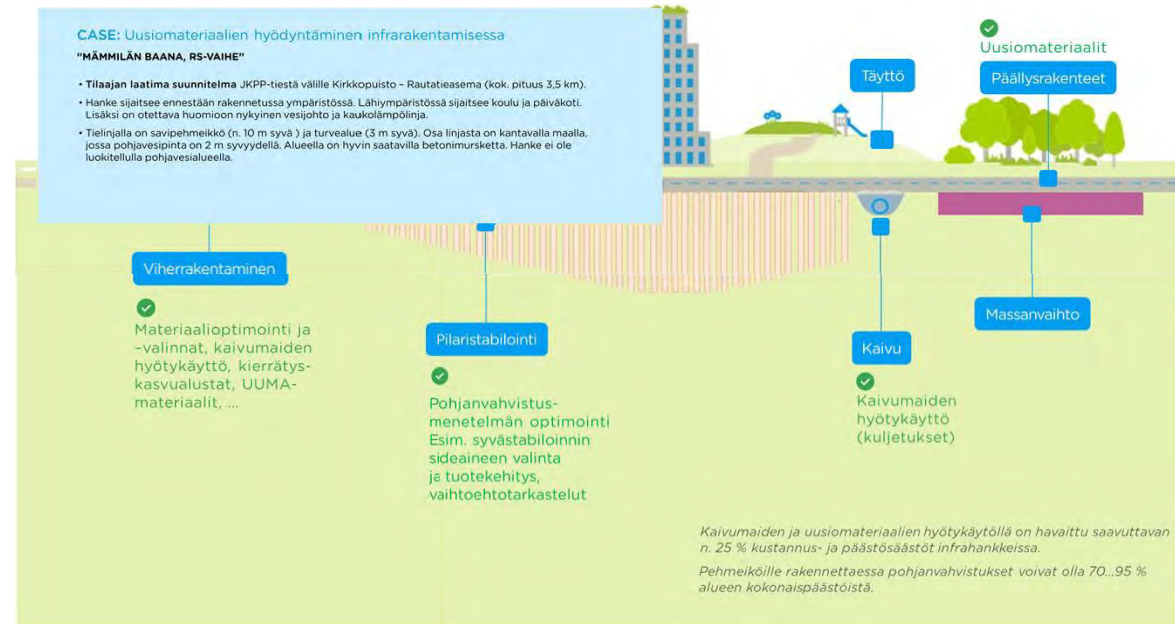 CASE: Uusiomateriaalien hyödyntäminen infrarakentamisessa
"MÄMMILÄN BAANA, RS-VAIHE"
• Tilaajan laatima suunnitelma JKPP-tiestä välille Kirkkopuisto – Rautatieasema (kok. pituus 3,5 km).
• Hanke sijaitsee ennestään rakennetussa ympäristössä. Lähiympäristössä sijaitsee koulu ja päiväkoti.
Lisäksi on otettava huomioon nykyinen vesijohto ja kaukolämpölinja.
• Tielinjalla on savipehmeikkö (n. 10 m syvä ) ja turvealue (3 m syvä). Osa linjasta on kantavalla maalla,
jossa pohjavesipinta on 2 m syvyydellä. Alueella on hyvin saatavilla betonimursketta. Hanke ei ole
luokitellulla pohjavesialueella.
Uusiomateriaalit
Päällysrakenteet
Täyttö
Viherrakentaminen
Materiaalioptimointi ja
–valinnat, kaivumaiden
hyötykäyttö, kierrätys-
kasvualustat, UUMA-
materiaalit, ...
Pilaristabilointi
Pohjanvahvistus-
menetelmän optimointi
Esim. syvästabiloinnin
sideaineen valinta
ja tuotekehitys,
vaihtoehtotarkastelut
Kaivu
Kaivumaiden
hyötykäyttö
(kuljetukset)
Massanvaihto
Kaivumaiden ja uusiomateriaalien hyötykäytöllä on havaittu saavuttavan
n. 25 % kustannus- ja päästösäästöt infrahankkeissa.
Pehmeiköille rakennettaessa pohjanvahvistukset voivat olla 70...95 %
alueen kokonaispäästöistä.